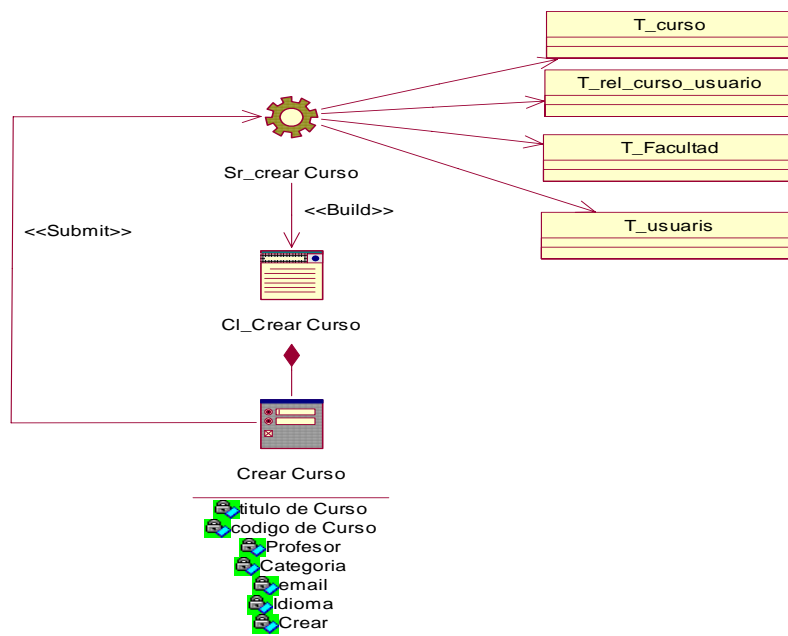 T_curso
T_rel_curso_usuario
T_Facultad
T_usuaris
Sr_crear Curso
<<Submit>>
<<Build>>
Cl_Crear Curso
Crear Curso
titulo de Curso
codigo de Curso
Profesor
Categoria
email
Idioma
Crear